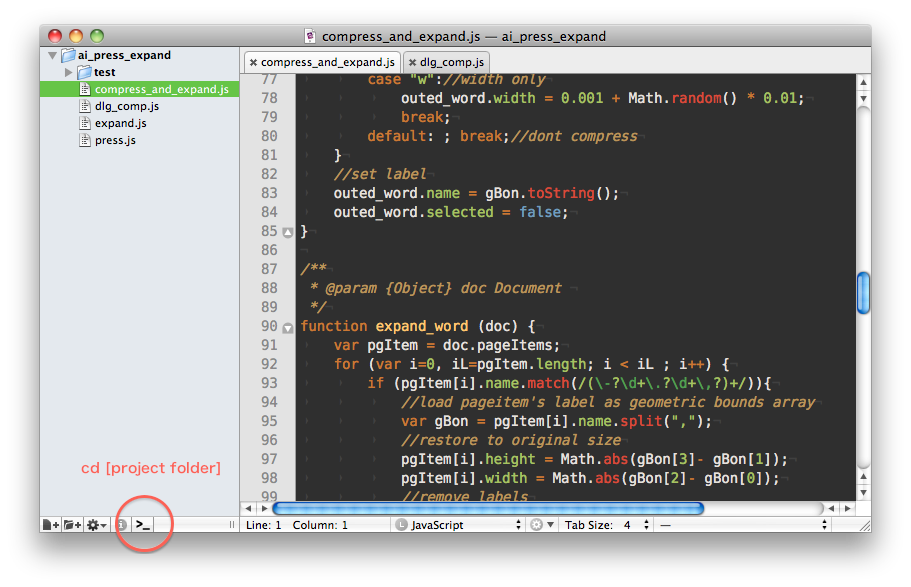 compress_and_expand.js — ai_press_expand
ai_press_expand
test
compress_and_expand.js
dlg_comp.js
expand.js
press.js
cd [project folder]
compress_and_expand.js dlg_comp.js
77 case "w"://width only
78 outed_word.width = 0.001 + Math.random() * 0.01;
79 break;
80 default: ; break;//dont compress
81 }
82 //set label
83 outed_word.name = gBon.toString();
84 outed_word.selected = false;
85 }
86
87 /**
88 * @param {Object} doc Document
89 */
90 function expand_word (doc) {
91 var pgItem = doc.pageItems;
92 for (var i=0, iL=pgItem.length; i < iL ; i++) {
93 if (pgItem[i].name.match(/(\-?\d+\.?\d+\,?)+/)){
94 //load pageitem's label as geometric bounds array
95 var gBon = pgItem[i].name.split(",");
96 //restore to original size
97 pgItem[i].height = Math.abs(gBon[3]- gBon[1]);
98 pgItem[i].width = Math.abs(gBon[2]- gBon[0]);
99 //remove labels
>_
Line: 1 Column: 1 L JavaScript Tab Size: 4 —